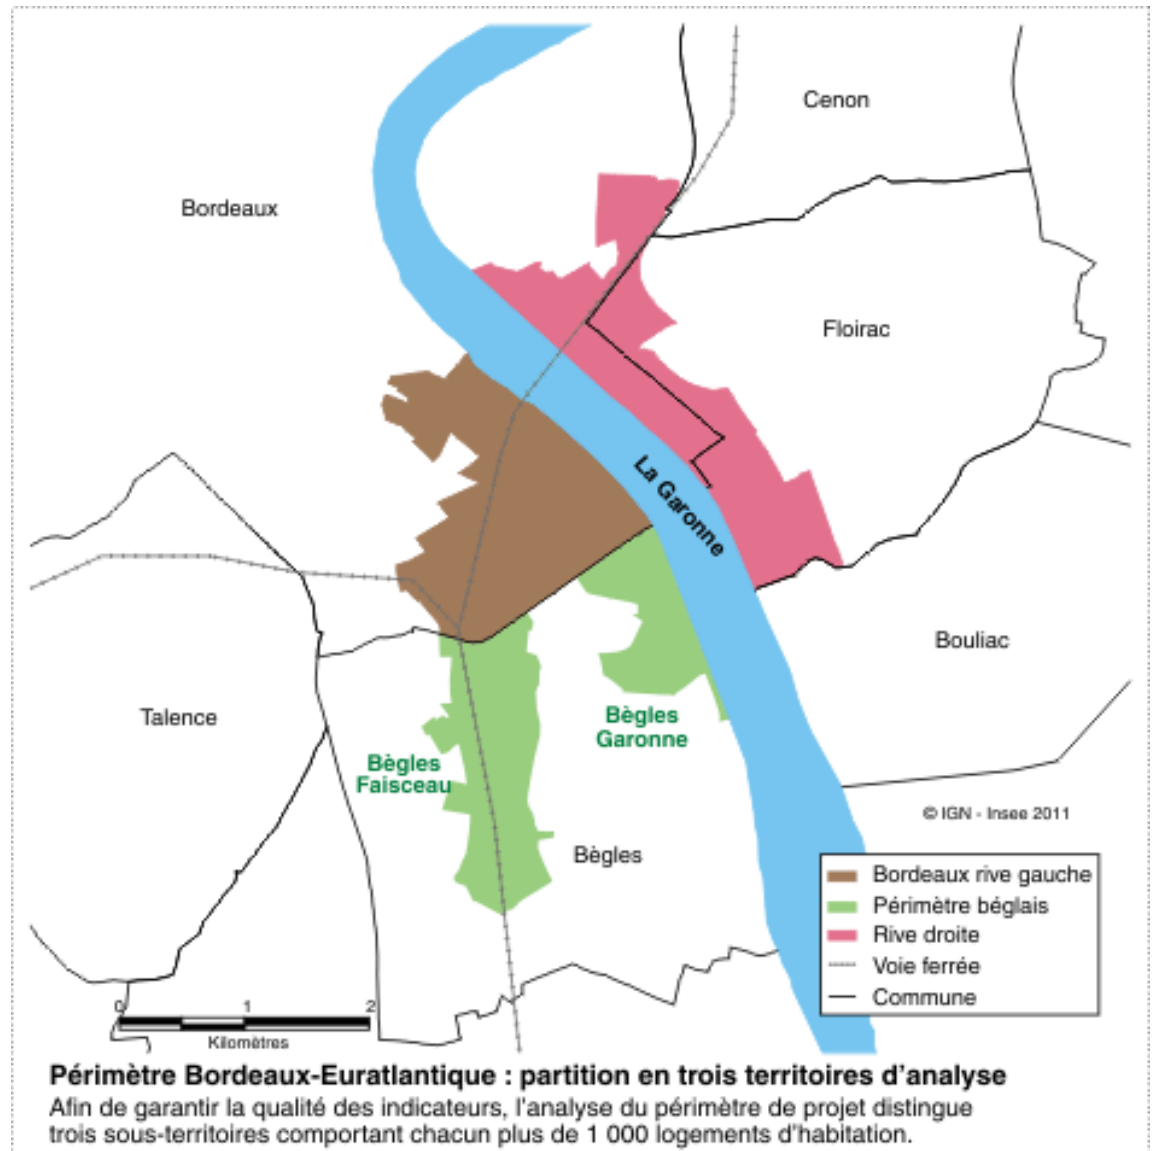 Cenon
Bordeaux
Floirac
La Garonne
Bouliac
Talence
Bègles
Garonne
Bègles
Faisceau
© IGN - Insee 2011
Bègles
Bordeaux rive gauche
Périmètre béglais
Rive droite
Voie ferrée
Commune
0 1 2
Kilomètres
Périmètre Bordeaux-Euratlantique : partition en trois territoires d'analyse
Afin de garantir la qualité des indicateurs, l'analyse du périmètre de projet distingue
trois sous-territoires comportant chacun plus de 1 000 logements d'habitation.